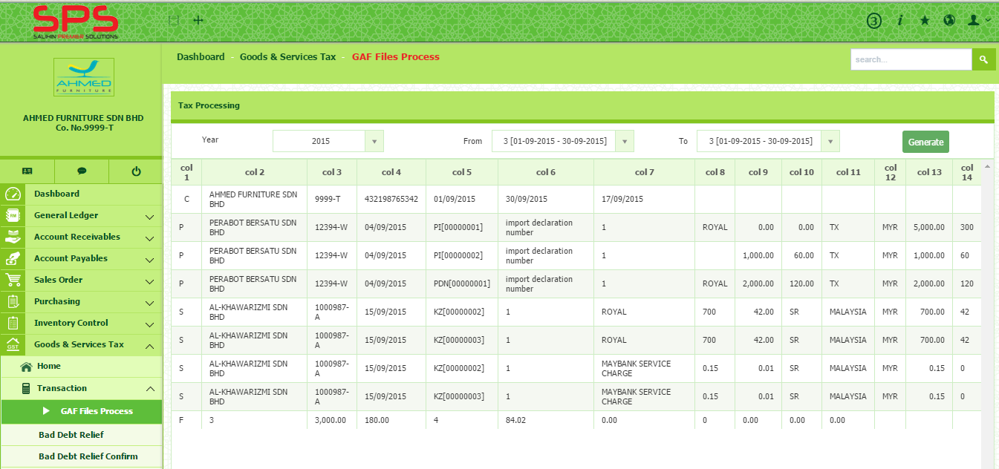 SPS
SALIHIN PREMIER SOLUTIONS
3
i
AHMED
FURNITURE
AHMED FURNITURE SDN BHD
Co. No.9999-T
Dashboard - Goods & Services Tax - GAF Files Process
search...
Dashboard
RM General Ledger
Account Receivables
Account Payables
Sales Order
Purchasing
Inventory Control
GST Goods & Services Tax
Home
Transaction
GAF Files Process
Bad Debt Relief
Bad Debt Relief Confirm
Tax Processing
Year 2015 From 3 [01-09-2015 - 30-09-2015] To 3 [01-09-2015 - 30-09-2015] Generate
col 1 col 2 col 3 col 4 col 5 col 6 col 7 col 8 col 9 col 10 col 11 col 12 col 13 col 14
C AHMED FURNITURE SDN BHD 9999-T 432198765342 01/09/2015 30/09/2015 17/09/2015
P PERABOT BERSATU SDN BHD 12394-W 04/09/2015 PI[00000001] import declaration number 1 ROYAL 0.00 0.00 TX MYR 5,000.00 300
P PERABOT BERSATU SDN BHD 12394-W 04/09/2015 PI[00000002] import declaration number 1 1,000.00 60.00 TX MYR 1,000.00 60
P PERABOT BERSATU SDN BHD 12394-W 04/09/2015 PDN[00000001] import declaration number 1 ROYAL 2,000.00 120.00 TX MYR 2,000.00 120
S AL-KHAWARIZMI SDN BHD 1000987-A 15/09/2015 KZ[00000002] 1 ROYAL 700 42.00 SR MALAYSIA MYR 700.00 42
S AL-KHAWARIZMI SDN BHD 1000987-A 15/09/2015 KZ[00000003] 1 ROYAL 700 42.00 SR MALAYSIA MYR 700.00 42
S AL-KHAWARIZMI SDN BHD 1000987-A 15/09/2015 KZ[00000002] 1 MAYBANK SERVICE CHARGE 0.15 0.01 SR MALAYSIA MYR 0.15 0
S AL-KHAWARIZMI SDN BHD 1000987-A 15/09/2015 KZ[00000003] 1 MAYBANK SERVICE CHARGE 0.15 0.01 SR MALAYSIA MYR 0.15 0
F 3 3,000.00 180.00 4 84.02 0.00 0 0.00 0.00 0.00